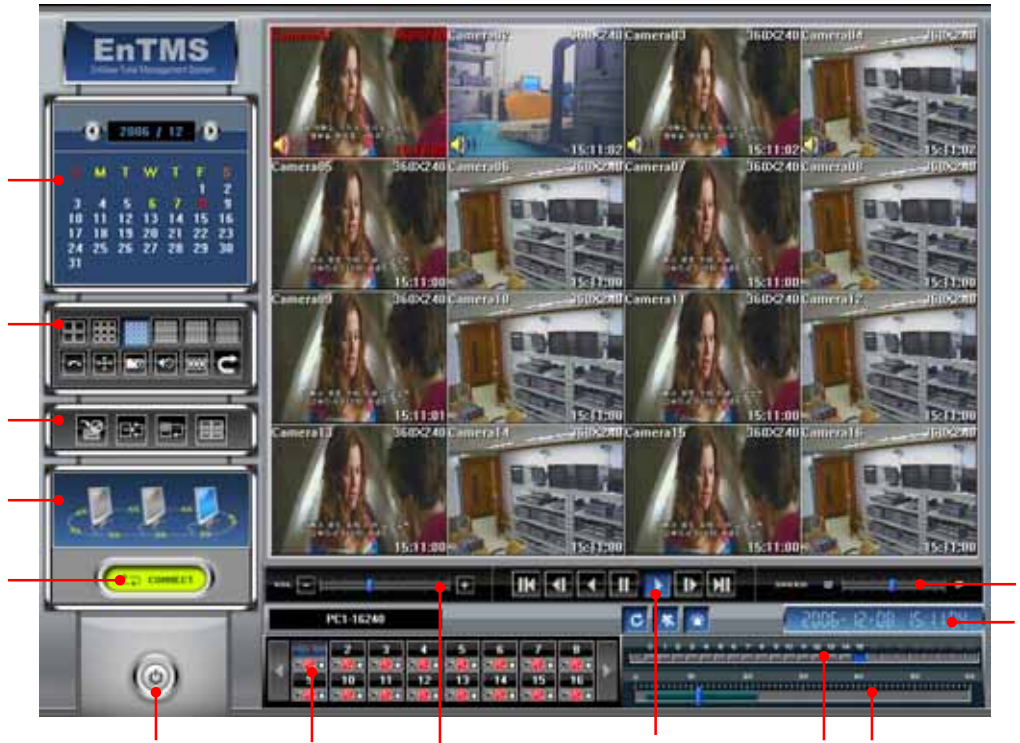 EnTMS
2006 / 12
M T W T F S
1 2
3 4 5 6 7 8 9
10 11 12 13 14 15 16
17 18 19 20 21 22 23
24 25 26 27 28 29 30
31
CONNECT
360X240 Camera02 360X240 Camera03 360X240 Camera04 360X240
15:11:02 15:11:02 15:11:02
Camera05 360X240 Camera06 360X240 Camera07 360X240 Camera08 360X240
15:11:00 15:11:00 15:11:00 15:11:00
Camera09 360X240 Camera10 360X240 Camera11 360X240 Camera12 360X240
15:11:01 15:11:00 15:11:00 15:11:00
Camera13 360X240 Camera14 360X240 Camera15 360X240 Camera16 360X240
15:11:00 15:11:00 15:11:00 15:11:00
PC1-16240
2 3 4 5 6 7 8
9 10 11 12 13 14 15 16
2006-12-08